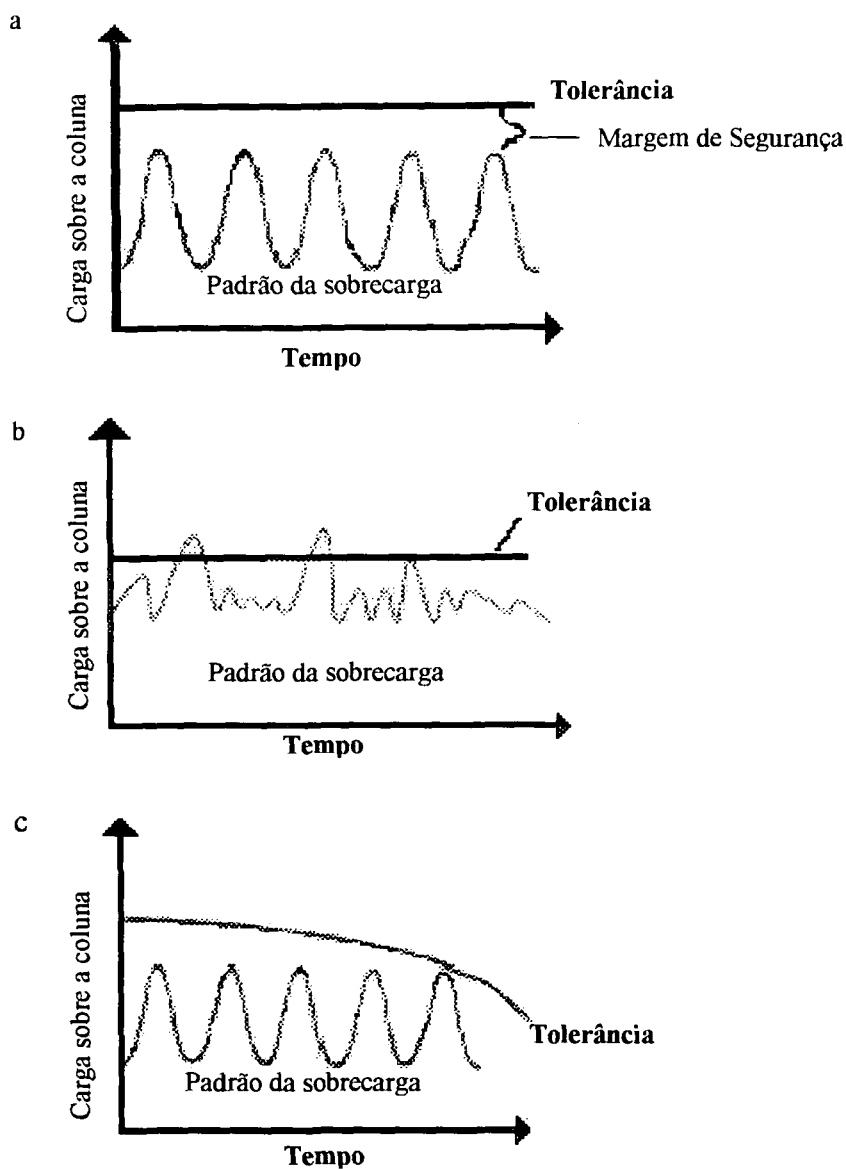 a
Carga sobre a coluna
Tolerância
Margem de Segurança
Padrão da sobrecarga
Tempo
b
Carga sobre a coluna
Tolerância
Padrão da sobrecarga
Tempo
c
Carga sobre a coluna
Tolerância
Padrão da sobrecarga
Tempo